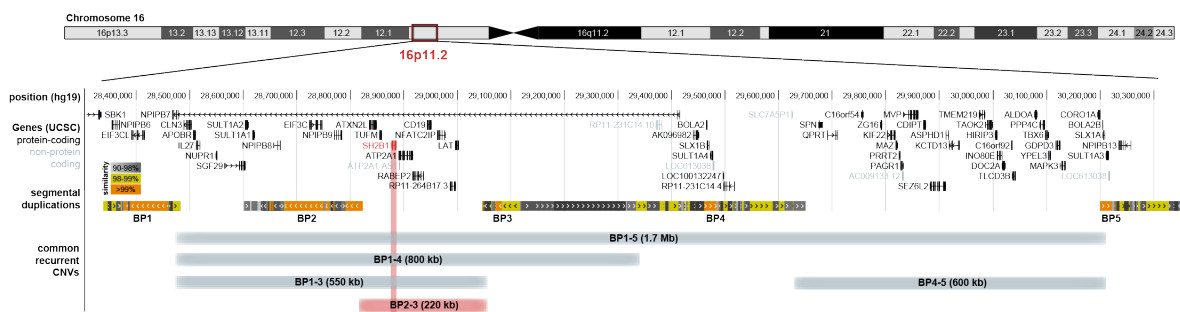 Chromosome 16
16p13.3 13.2 13.13 13.12 13.11 12.3 12.2 12.1 16q11.2 12.1 12.2 21 22.1 22.2 23.1 23.2 23.3 24.1 24.2 24.3
16p11.2
position (hg19) 28,400,000 28,500,000 28,600,000 28,700,000 28,800,000 28,900,000 29,000,000 29,100,000 29,200,000 29,300,000 29,400,000 29,500,000 29,600,000 29,700,000 29,800,000 29,900,000 30,000,000 30,100,000 30,200,000 30,300,000
SBK1 NPIPB7 SLC7A5P1 C16orf54 MVP TMEM219 ALDOA CORO1A
Genes (UCSC) NPIPB6 CLN3 SULT1A2 EIF3C ATXN2L CD19 RP11-231C14.10 BOLA2 SPN ZG16 CDIPT TAOK2 PPP4C BOLA2B
protein-coding EIF3CL APOBR SULT1A1 NPIPB9 TUFM NFATC2IP AK096982 QPRT KIF22 ASPHD1 HIRIP3 TBX6 SLX1A
non-protein IL27 NPIPB8 SH2B1 LAT SLX1B MAZ KCTD13 C16orf92 GDPD3 NPIPB13
coding NUPR1 ATP2A1 SULT1A4 PRRT2 INO80E YPEL3 SULT1A3
SGF29 ATP2A1.AS LOC613038 PAGR1 DOC2A MAPK3
RABEP2 LOC100132247 AC009133.12 TLCD3B LOC613038
RP11-264B17.3 RP11-231C14.4 SEZ6L2
similarity
90-98%
98-99%
>99%
segmental
duplications
BP1 BP2 BP3 BP4 BP5
common
recurrent
CNVs
BP1-5 (1.7 Mb)
BP1-4 (800 kb)
BP1-3 (550 kb) BP4-5 (600 kb)
BP2-3 (220 kb)